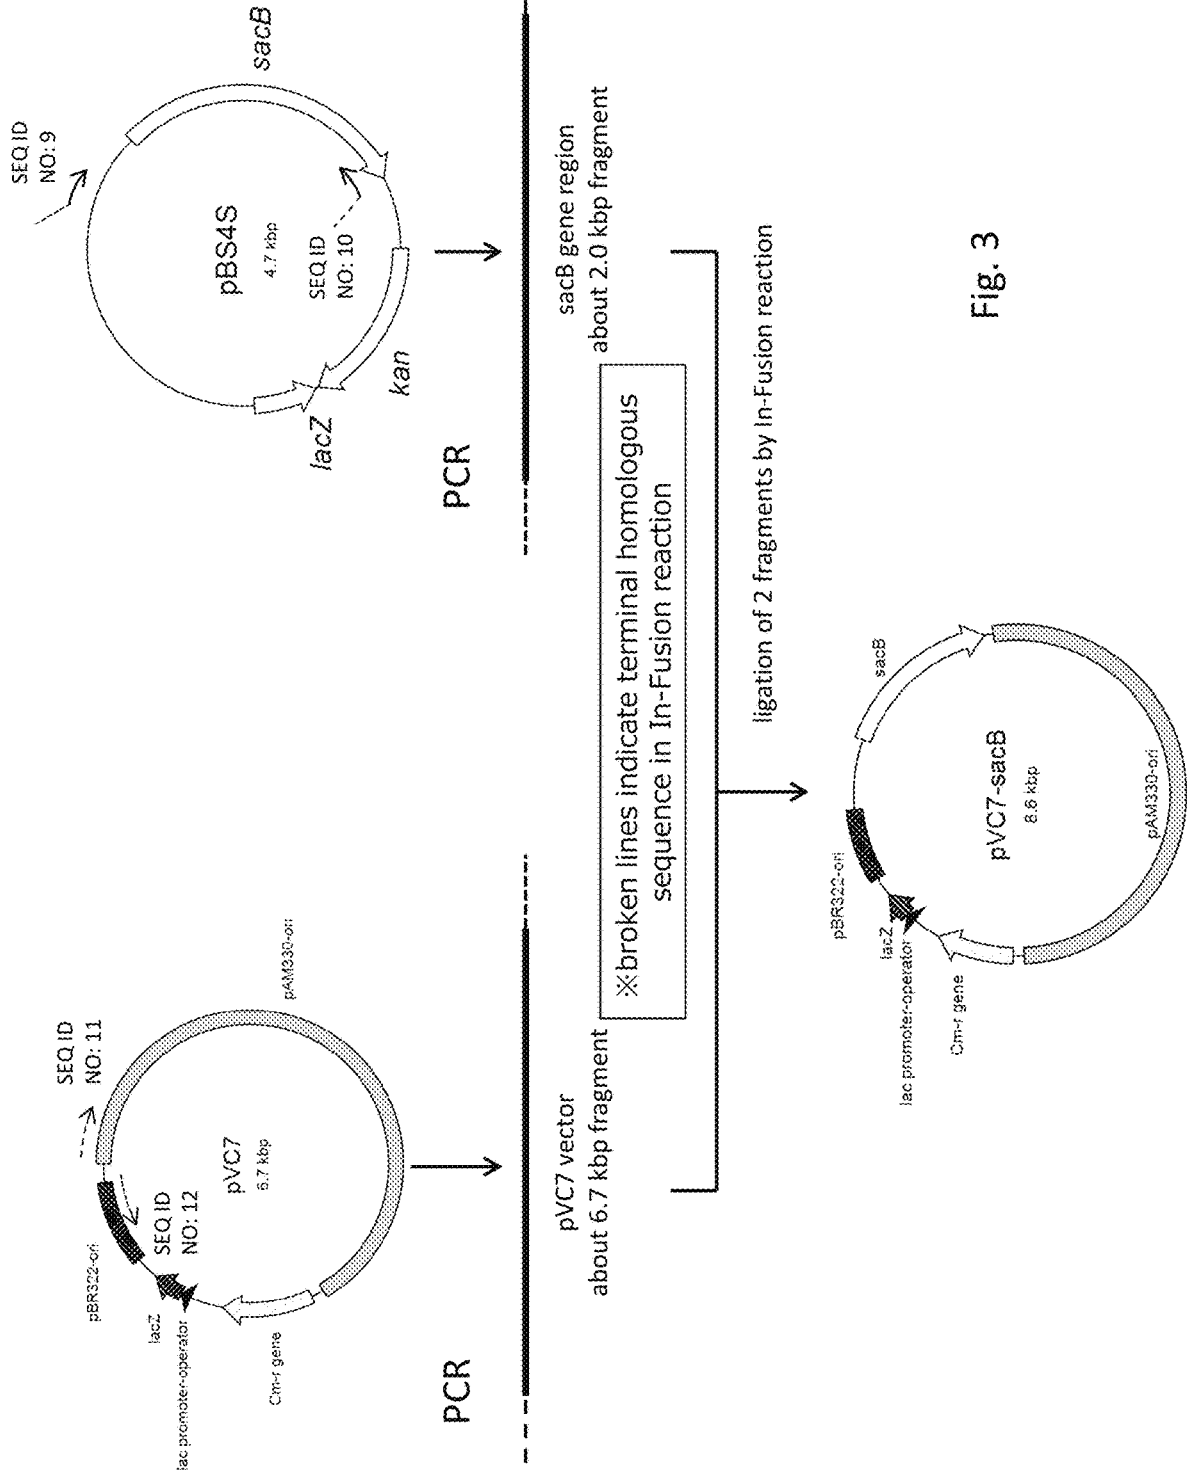 SEQ ID
NO: 11
pBR322-ori
SEQ ID
NO: 12
lacZ
lac promoter-operator
pVC7
6.7 kbp
pAM330-ori
Cm-r gene
PCR
pVC7 vector
about 6.7 kbp fragment
SEQ ID
NO: 9
sacB
pBS4S
4.7 kbp
SEQ ID
NO: 10
lacZ
kan
PCR
sacB gene region
about 2.0 kbp fragment
※broken lines indicate terminal homologous
sequence in In-Fusion reaction
ligation of 2 fragments by In-Fusion reaction
pBR322-ori
sacB
lacZ
lac promoter-operator
pVC7-sacB
8.6 kbp
Cm-r gene
pAM330-ori
Fig. 3